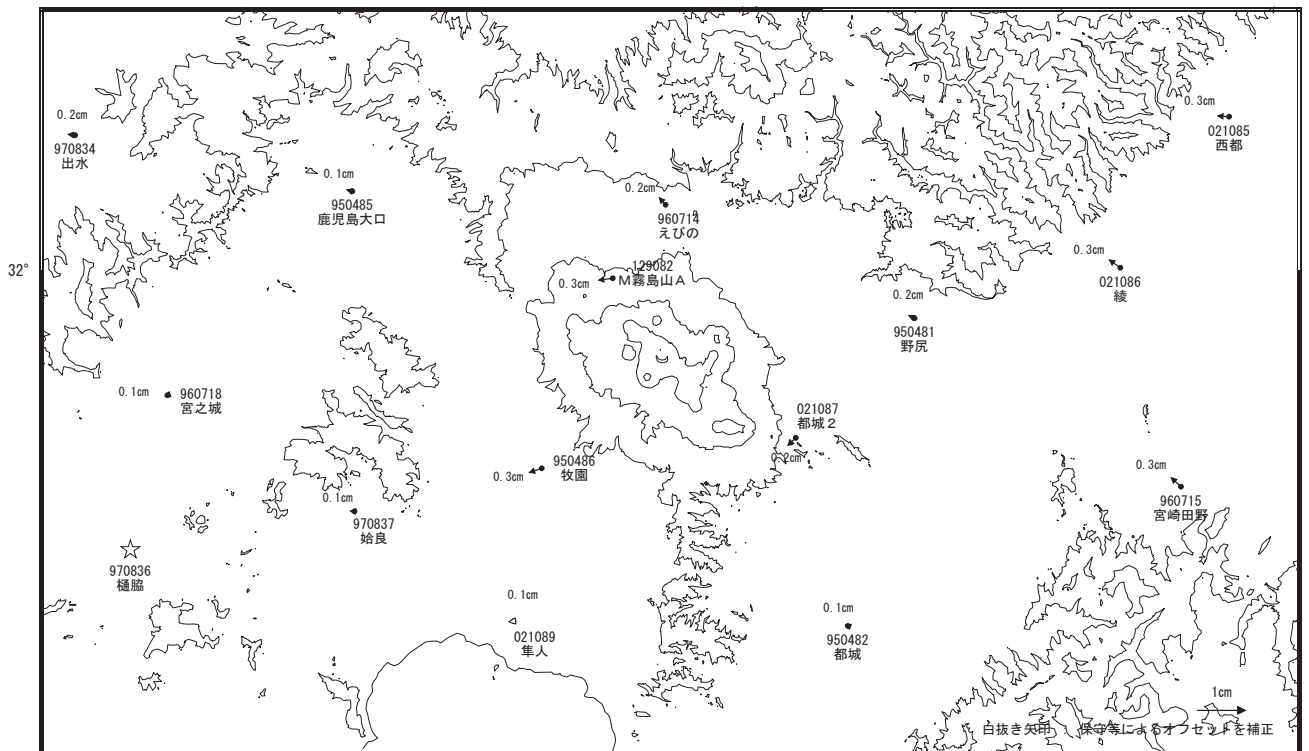 0.2cm
970834
出水
0.1cm
950485
鹿児島大口
0.2cm
960714
えびの
0.3cm
021085
西都
32°
129082
M霧島山A
0.3cm
0.3cm
021086
綾
0.2cm
950481
野尻
0.1cm
960718
宮之城
021087
都城2
0.2cm
950486
牧園
0.3cm
0.3cm
960715
宮崎田野
0.1cm
970837
姶良
970836
樋脇
0.1cm
021089
隼人
0.1cm
950482
都城
1cm
白抜き矢印 保守等によるオフセットを補正